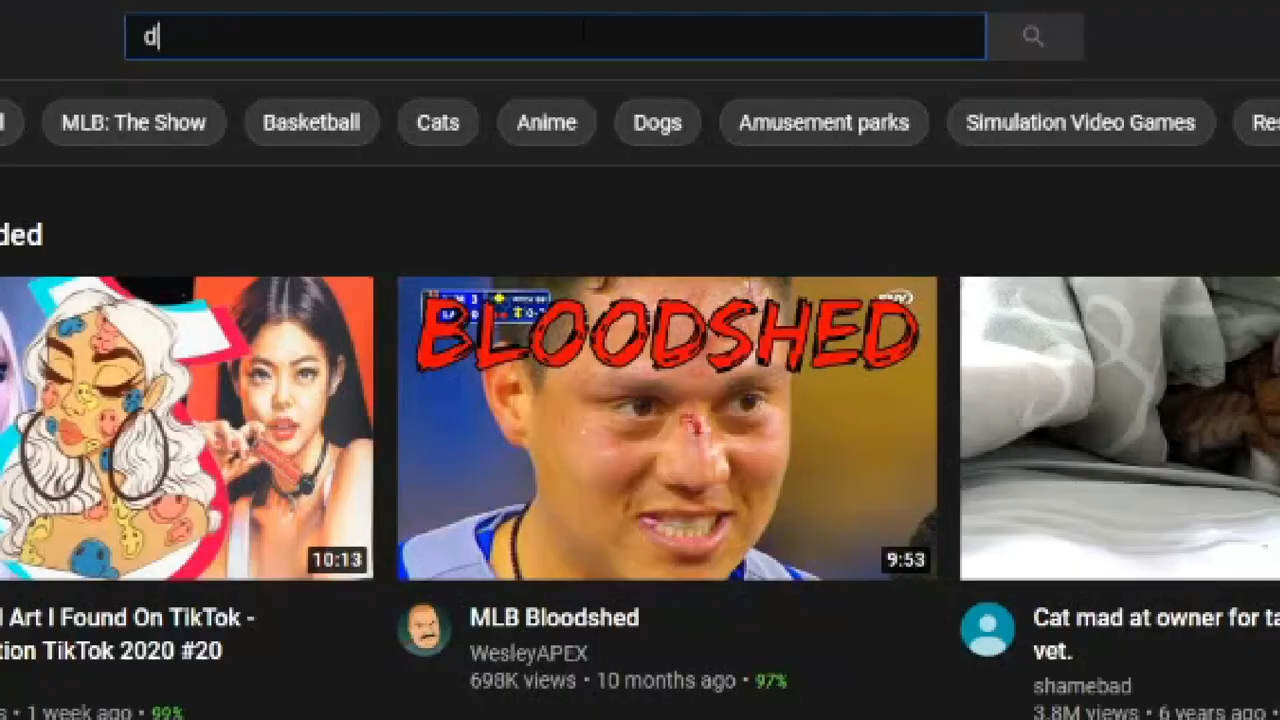 d
MLB: The Show
Basketball
Cats
Anime
Dogs
Amusement parks
Simulation Video Games
Res
ded
BLOODSHED
10:13
9:53
l Art I Found On TikTok -
tion TikTok 2020 #20
s • 1 week ago • 99%
MLB Bloodshed
WesleyAPEX
698K views • 10 months ago • 97%
Cat mad at owner for ta
vet.
shamebad
3.8M views • 6 years ago •